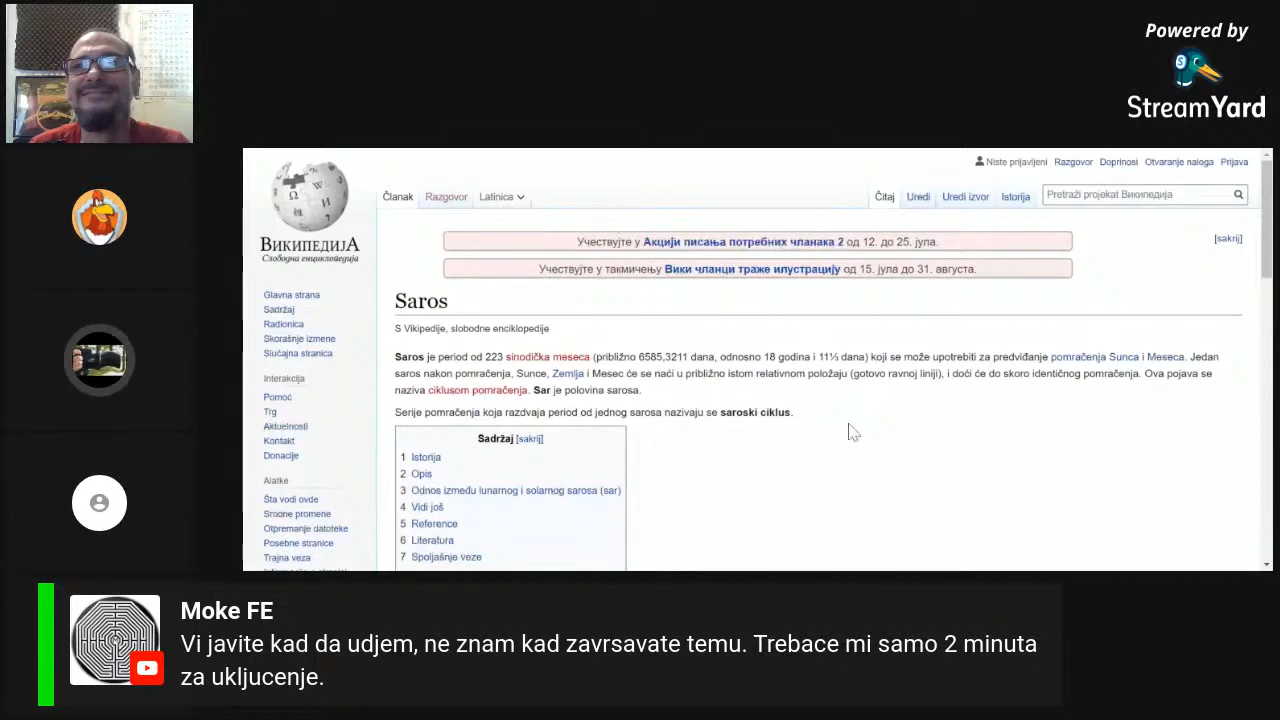 Powered by
StreamYard
ВикипедијА
Слободна енциклопедија
Niste prijavljeni Razgovor Doprinosi Otvaranje naloga Prijava
Članak Razgovor Latinica Čitaj Uredi Uredi izvor Istorija Pretraži projekat Википедија
Учествујте у Акцији писања потребних чланака 2 од 12. до 25. јула.
[sakrij]
Учествујте у такмичењу Вики чланци траже илустрацију од 15. јула до 31. августа.
Saros
S Vikipedije, slobodne enciklopedije
Saros je period od 223 sinodička meseca (približno 6585,3211 dana, odnosno 18 godina i 11⅓ dana) koji se može upotrebiti za predviđanje pomračenja Sunca i Meseca. Jedan
saros nakon pomračenja, Sunce, Zemlja i Mesec će se naći u približno istom relativnom položaju (gotovo ravnoj liniji), i doći će do skoro identičnog pomračenja. Ova pojava se
naziva ciklusom pomračenja. Sar je polovina sarosa.
Serije pomračenja koja razdvaja period od jednog sarosa nazivaju se saroski ciklus.
Sadržaj [sakrij]
1 Istorija
2 Opis
3 Odnos između lunarnog i solarnog sarosa (sar)
4 Vidi još
5 Reference
6 Literatura
7 Spoljašnje veze
Glavna strana
Sadržaj
Radionica
Skorašnje izmene
Slučajna stranica
Interakcija
Pomoć
Trg
Aktuelnosti
Kontakt
Donacije
Alatke
Šta vodi ovde
Srodne promene
Otpremanje datoteke
Posebne stranice
Trajna veza
Moke FE
Vi javite kad da udjem, ne znam kad zavrsavate temu. Trebace mi samo 2 minuta
za ukljucenje.